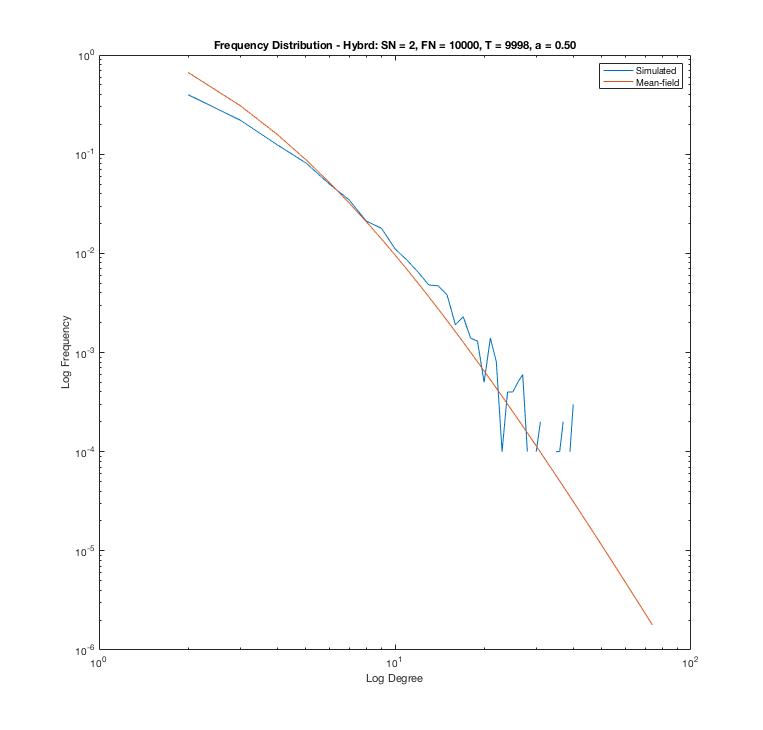 Frequency Distribution - Hybrd: SN = 2, FN = 10000, T = 9998, a = 0.50
10^0
Simulated
Mean-field
10^-1
10^-2
10^-3
Log Frequency
10^-4
10^-5
10^-6
10^0
10^1
10^2
Log Degree